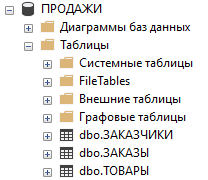 ПРОДАЖИ
Диаграммы баз данных
Таблицы
Системные таблицы
FileTables
Внешние таблицы
Графовые таблицы
dbo.ЗАКАЗЧИКИ
dbo.ЗАКАЗЫ
dbo.ТОВАРЫ